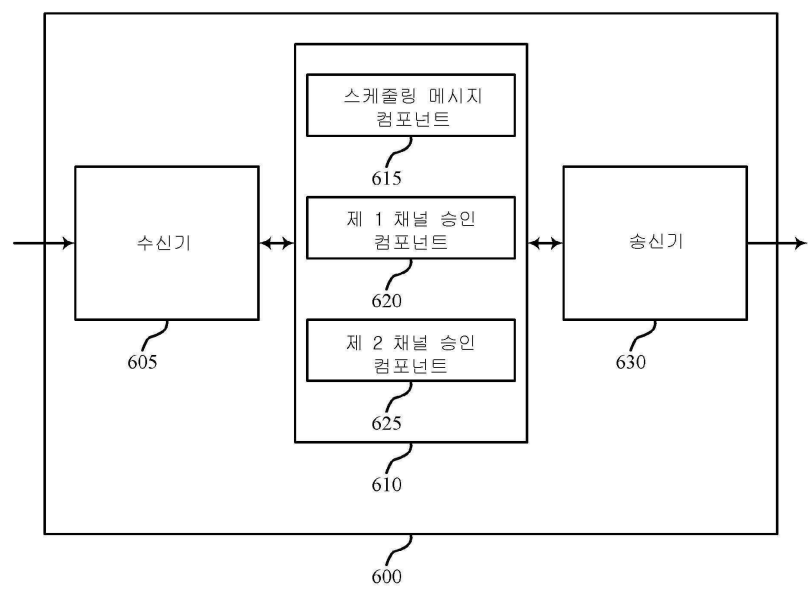 스케줄링 메시지
컴포넌트
615
수신기
605
제 1 채널 승인
컴포넌트
620
제 2 채널 승인
컴포넌트
625
610
송신기
630
600